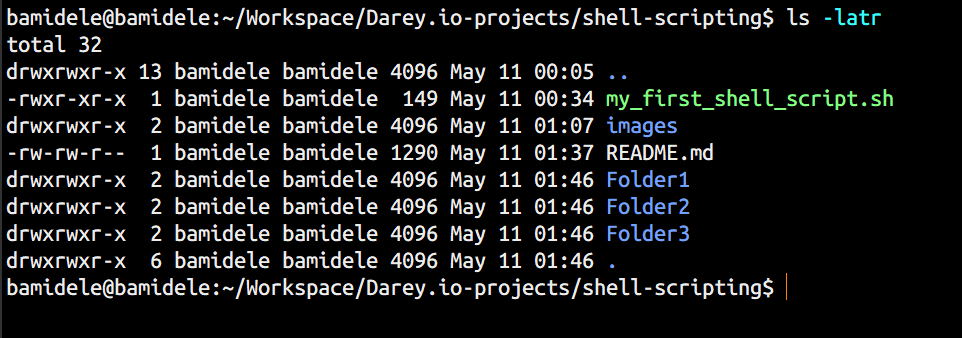 bamidele@bamidele:~/Workspace/Darey.io-projects/shell-scripting$ ls -latr
total 32
drwxrwxr-x 13 bamidele bamidele 4096 May 11 00:05 ..
-rwxr-xr-x  1 bamidele bamidele  149 May 11 00:34 my_first_shell_script.sh
drwxrwxr-x  2 bamidele bamidele 4096 May 11 01:07 images
-rw-rw-r--  1 bamidele bamidele 1290 May 11 01:37 README.md
drwxrwxr-x  2 bamidele bamidele 4096 May 11 01:46 Folder1
drwxrwxr-x  2 bamidele bamidele 4096 May 11 01:46 Folder2
drwxrwxr-x  2 bamidele bamidele 4096 May 11 01:46 Folder3
drwxrwxr-x  6 bamidele bamidele 4096 May 11 01:46 .
bamidele@bamidele:~/Workspace/Darey.io-projects/shell-scripting$